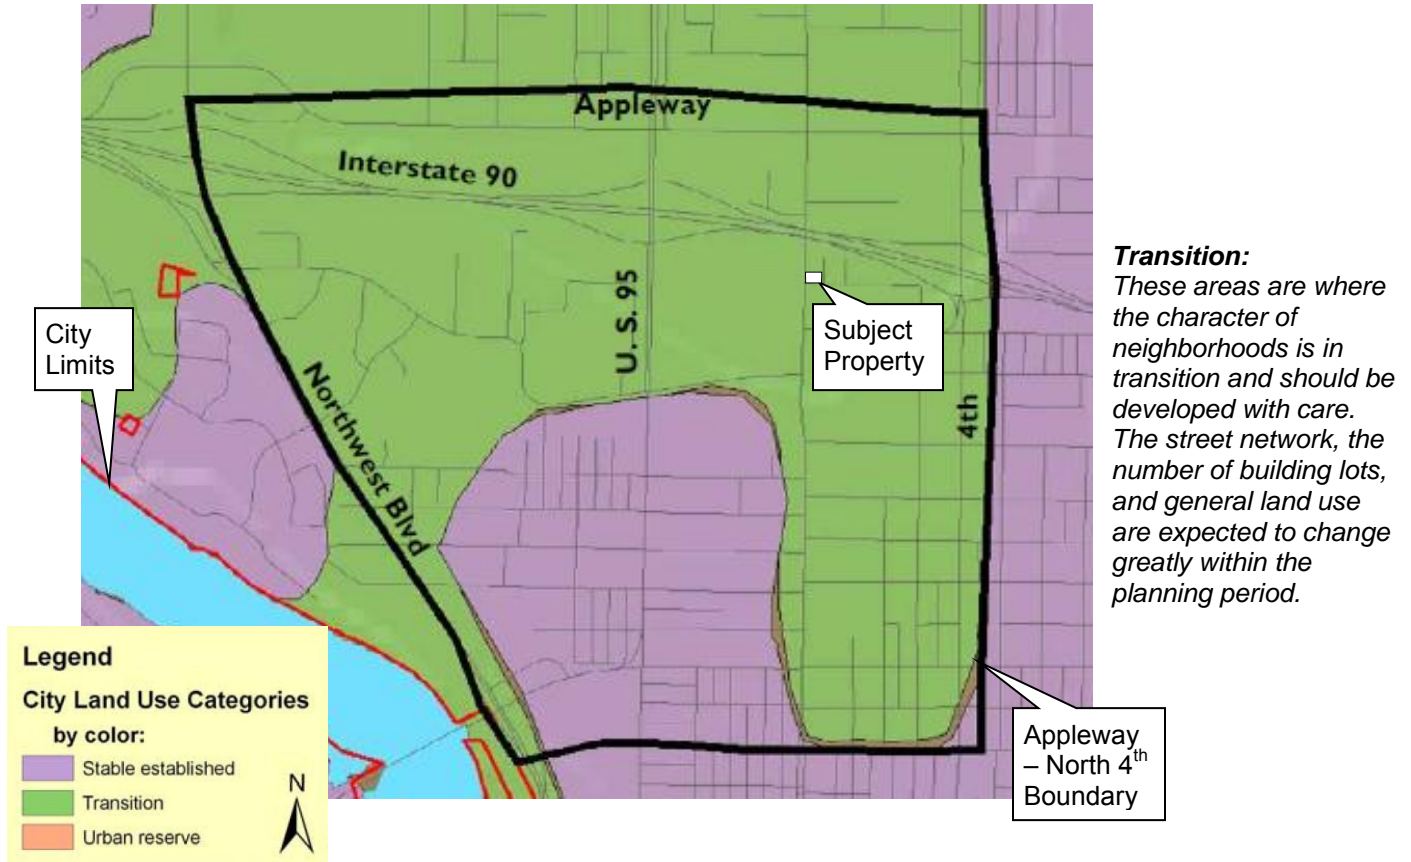 Appleway
Interstate 90
U. S. 95
Northwest Blvd
4th
City
Limits
Subject
Property
Appleway
– North 4th
Boundary
Transition:
These areas are where
the character of
neighborhoods is in
transition and should be
developed with care.
The street network, the
number of building lots,
and general land use
are expected to change
greatly within the
planning period.
Legend
City Land Use Categories
by color:
Stable established
Transition
Urban reserve
N